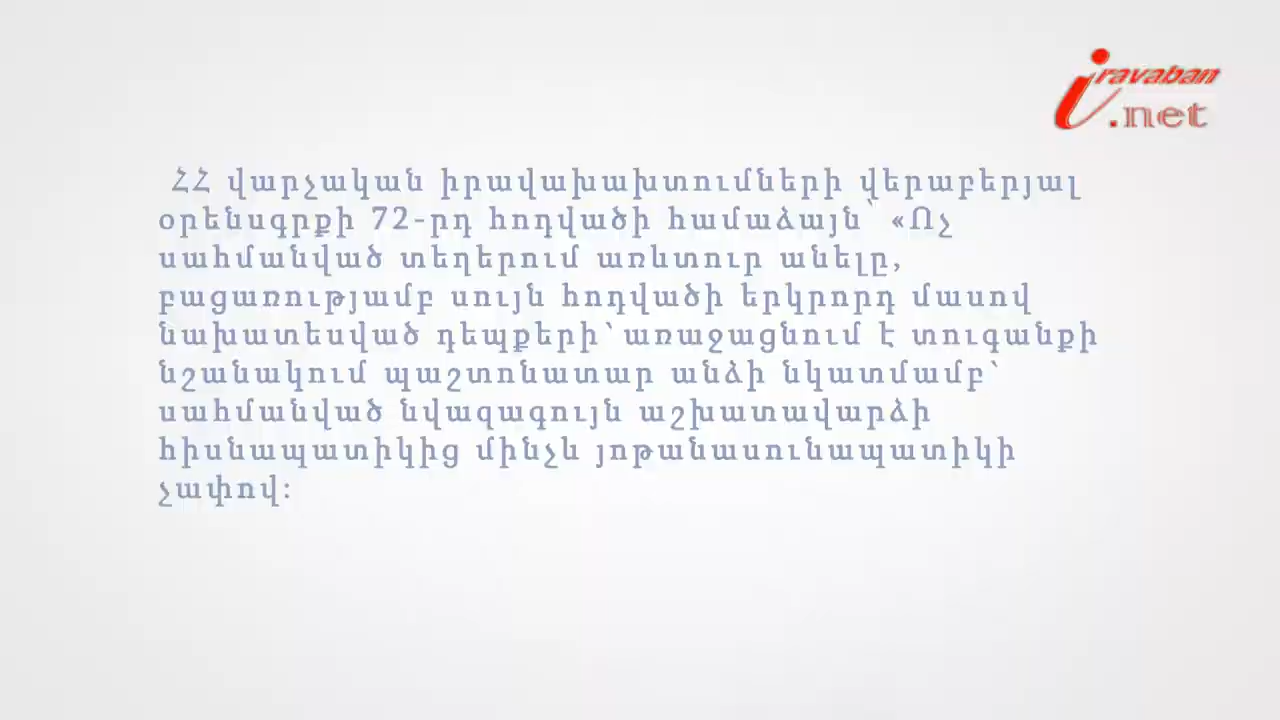 iravaban
.net
ՀՀ վարչական իրավախախտումների վերաբերյալ
օրենսգրքի 72-րդ հոդվածի համաձայն՝ «Ոչ
սահմանված տեղերում առևտուր անելը,
բացառությամբ սույն հոդվածի երկրորդ մասով
նախատեսված դեպքերի՝ առաջացնում է տուգանքի
նշանակում պաշտոնատար անձի նկատմամբ՝
սահմանված նվազագույն աշխատավարձի
հիսնապատիկից մինչև յոթանասունապատիկի
չափով: